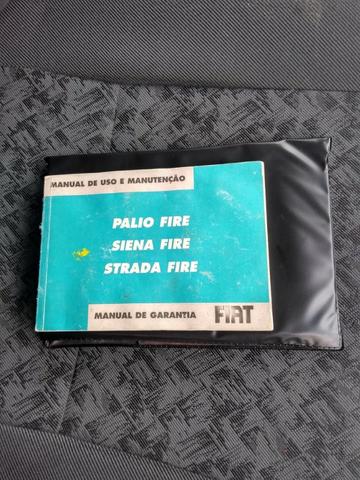 MANUAL DE USO E MANUTENÇÃO
PALIO FIRE
SIENA FIRE
STRADA FIRE
MANUAL DE GARANTIA
FIAT